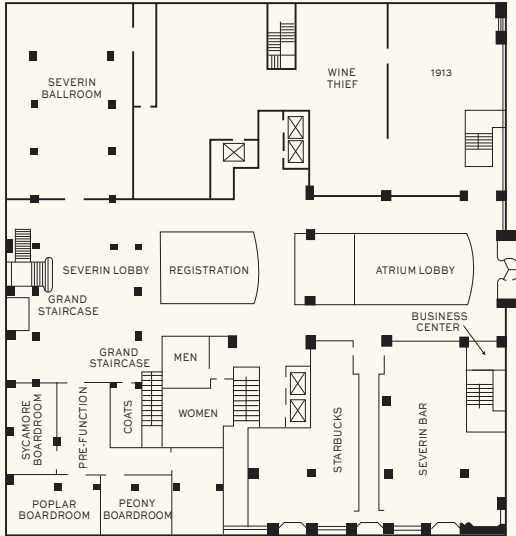 SEVERIN
BALLROOM
WINE
THIEF
1913
SEVERIN LOBBY
REGISTRATION
ATRIUM LOBBY
GRAND
STAIRCASE
BUSINESS
CENTER
GRAND
STAIRCASE
MEN
WOMEN
COATS
PRE-FUNCTION
SYCAMORE
BOARDROOM
STARBUCKS
SEVERIN BAR
POPLAR
BOARDROOM
PEONY
BOARDROOM